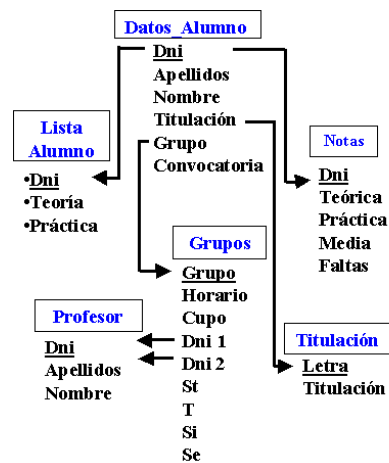 Datos_Alumno
Dni
Apellidos
Nombre
Titulación
Grupo
Convocatoria
Lista
Alumno
•Dni
•Teoría
•Práctica
Notas
Dni
Teórica
Práctica
Media
Faltas
Grupos
Grupo
Horario
Cupo
Dni 1
Dni 2
St
T
Si
Se
Profesor
Dni
Apellidos
Nombre
Titulación
Letra
Titulación